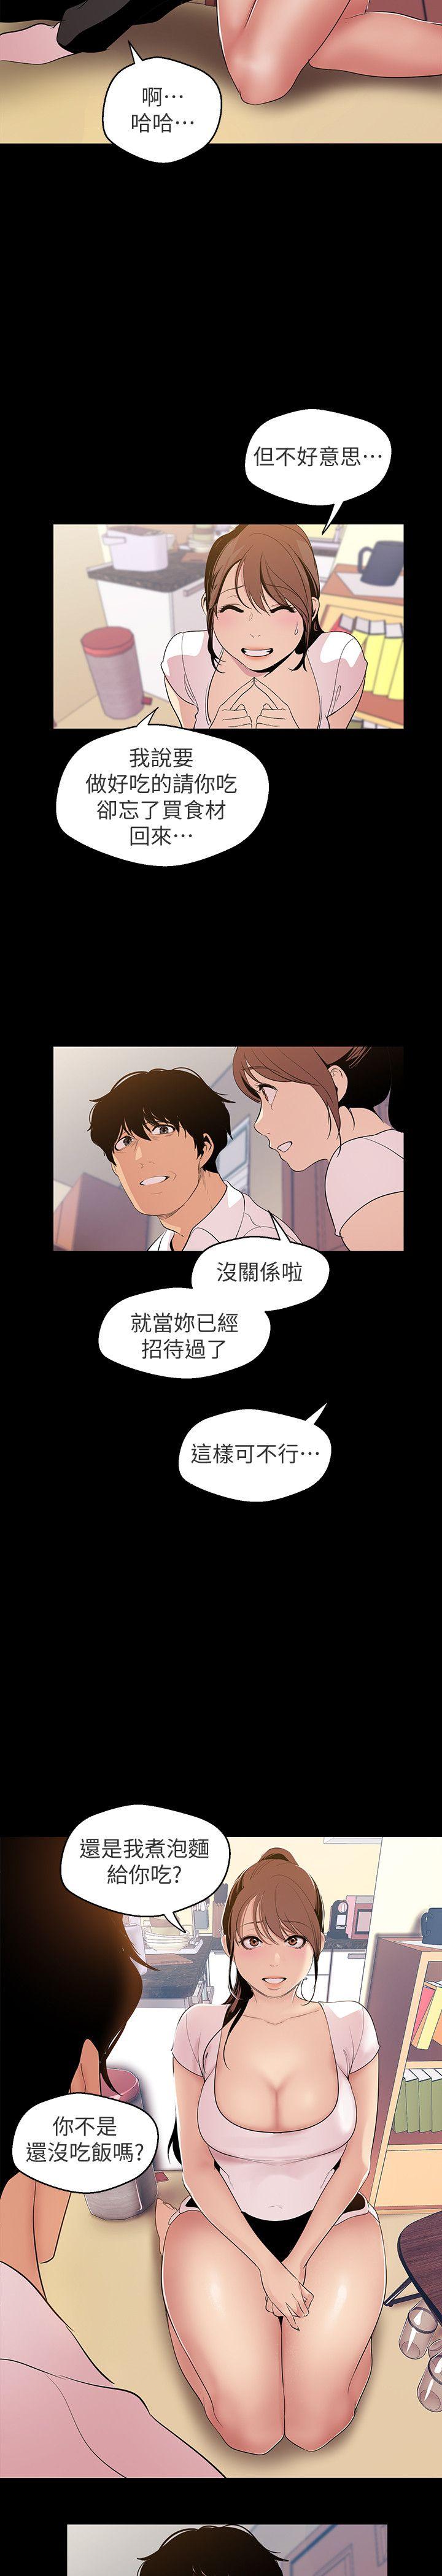 啊…
哈哈…
但不好意思…
我說要
做好吃的請你吃
卻忘了買食材
回來…
沒關係啦
就當妳已經
招待過了
這樣可不行…
還是我煮泡麵
給你吃?
你不是
還沒吃飯嗎?